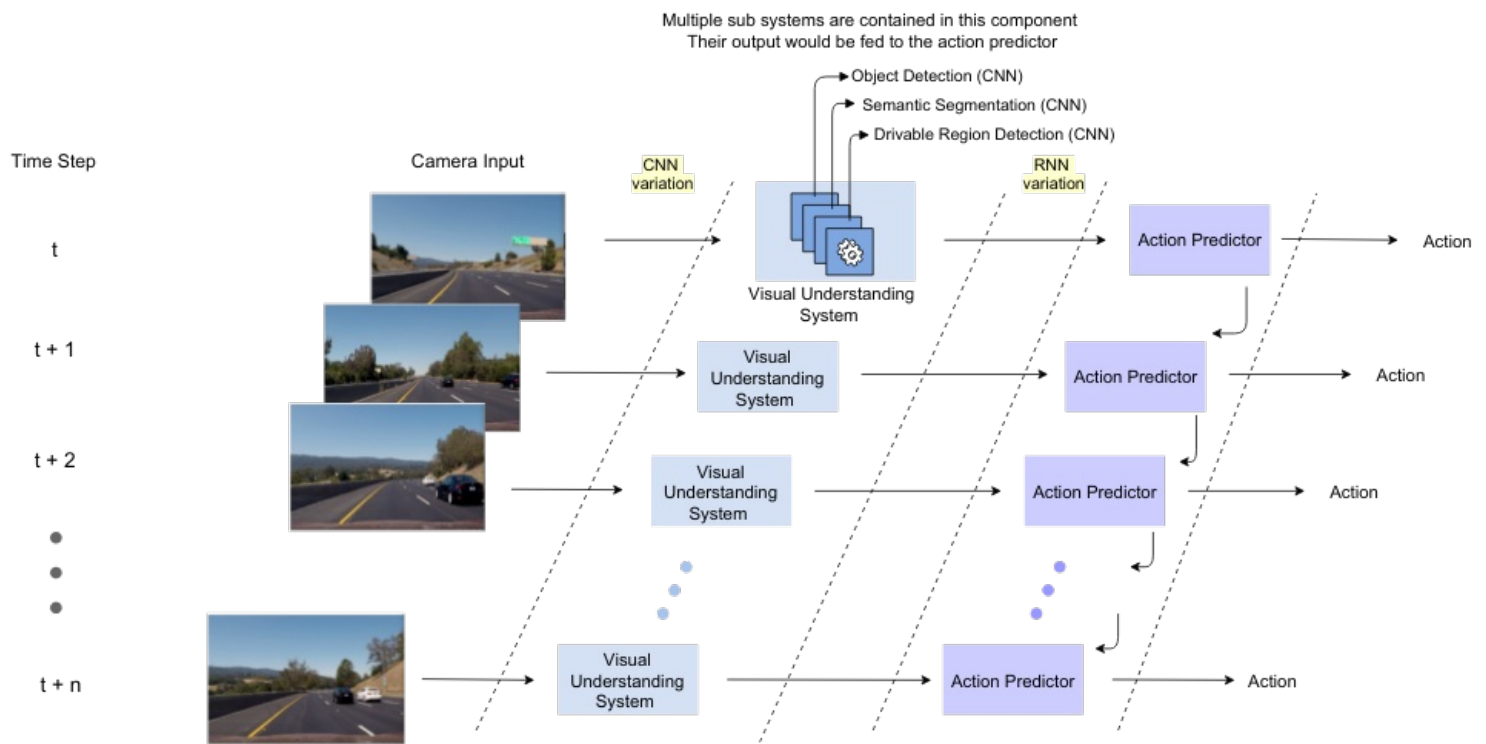 Multiple sub systems are contained in this component
Their output would be fed to the action predictor
Object Detection (CNN)
Semantic Segmentation (CNN)
Drivable Region Detection (CNN)
Time Step
Camera Input
CNN
variation
RNN
variation
t
Action Predictor
Action
Visual Understanding
System
t + 1
Visual
Understanding
System
Action Predictor
Action
t + 2
Visual
Understanding
System
Action Predictor
Action
t + n
Visual
Understanding
System
Action Predictor
Action